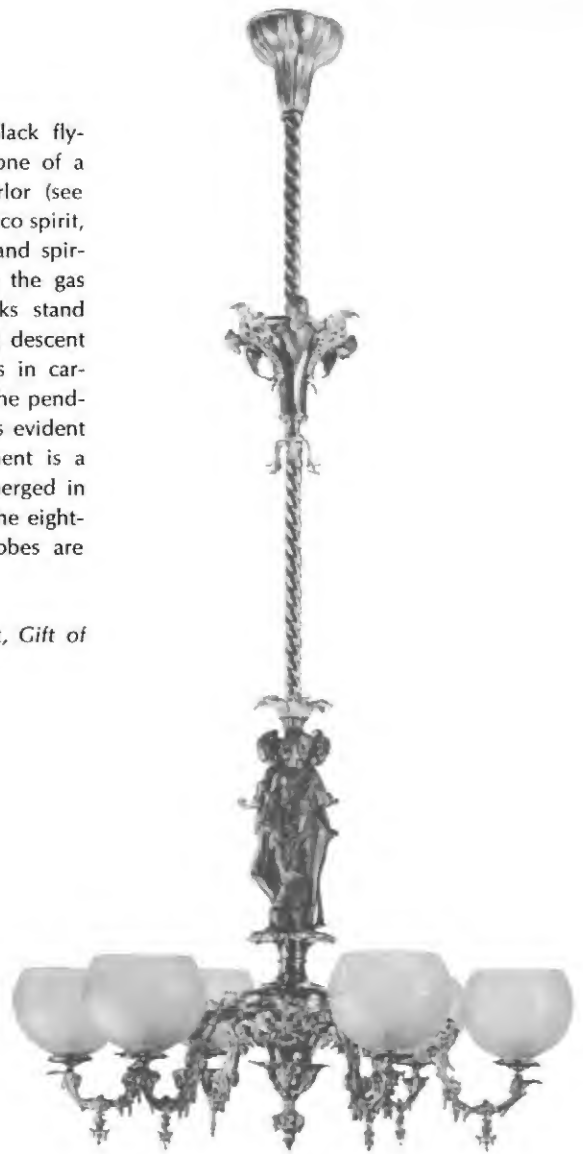 lack fly-
one of a
rlor (see
co spirit,
and spir-
the gas
ks stand
descent
s in car-
he pend-
s evident
ent is a
erged in
he eight-
obes are
, Gift of